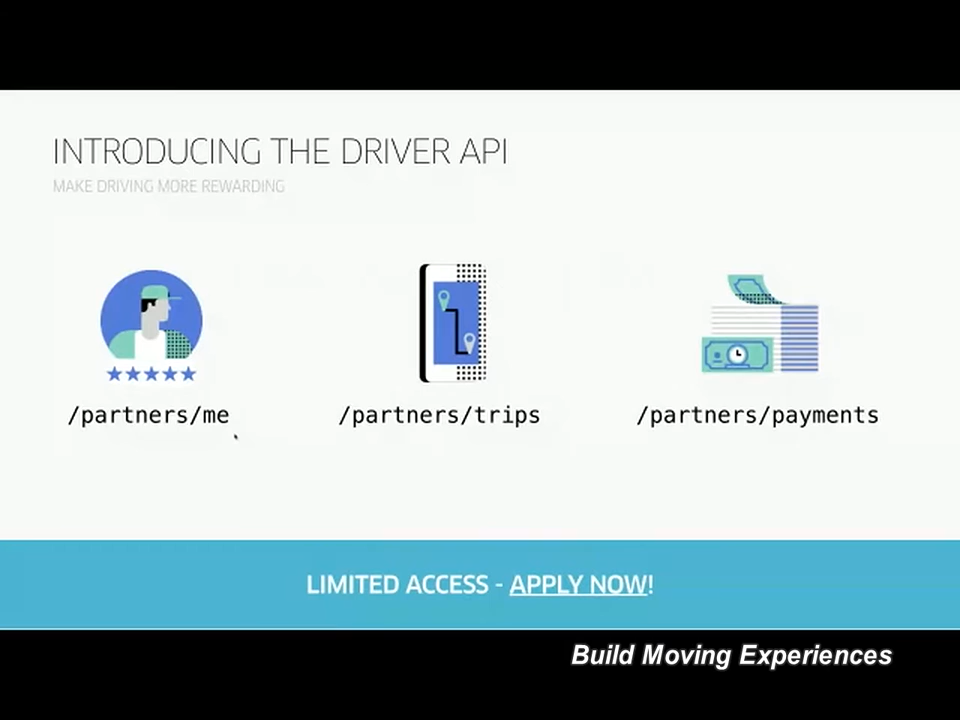 INTRODUCING THE DRIVER API
MAKE DRIVING MORE REWARDING
/partners/me
/partners/trips
/partners/payments
LIMITED ACCESS - APPLY NOW!
Build Moving Experiences